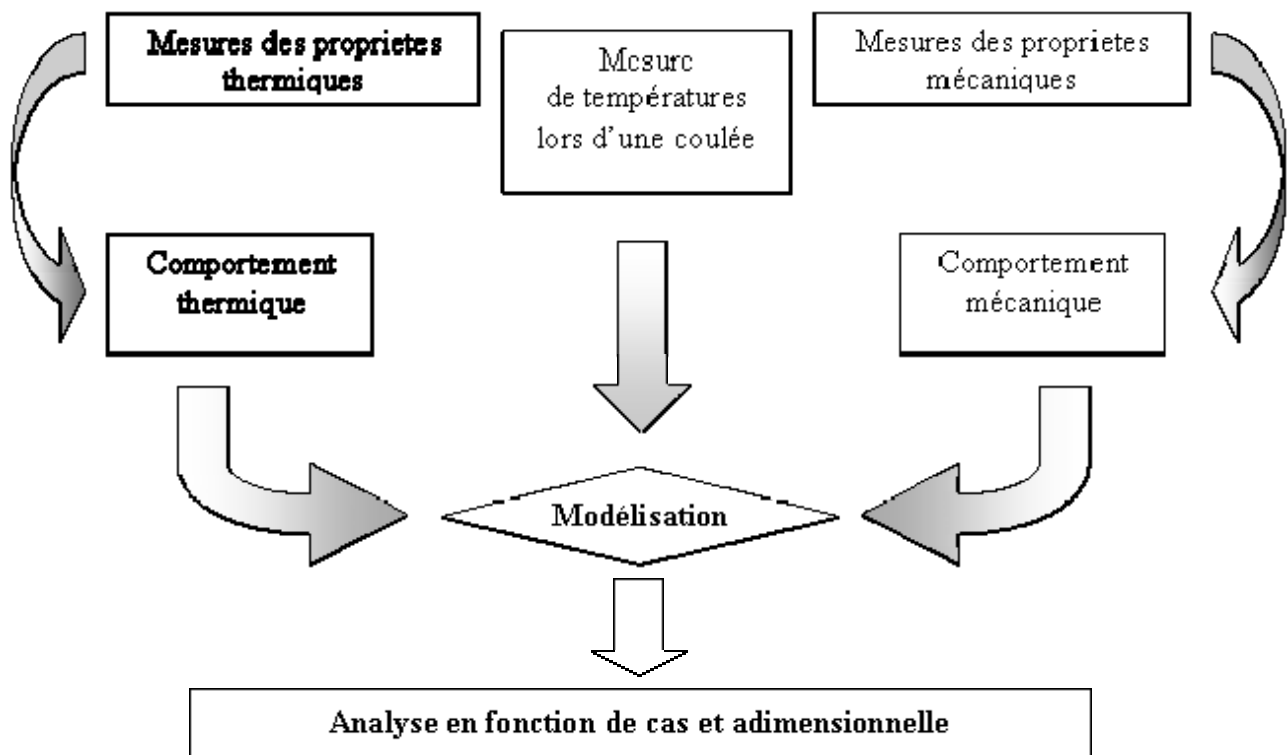 Mesures des proprietes
thermiques
Mesure
de températures
lors d'une coulée
Mesures des proprietes
mécaniques
Comportement
thermique
Comportement
mécanique
Modélisation
Analyse en fonction de cas et adimensionnelle